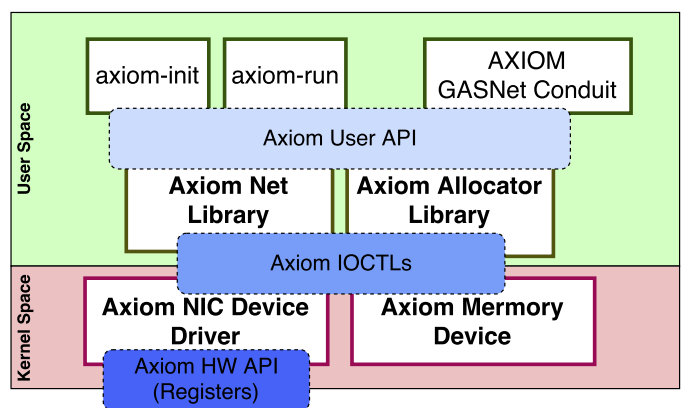 axiom-init
axiom-run
AXIOM
GASNet Conduit
User Space
Axiom User API
Axiom Net
Library
Axiom Allocator
Library
Axiom IOCTLs
Kernel Space
Axiom NIC Device
Driver
Axiom Mermory
Device
Axiom HW API
(Registers)